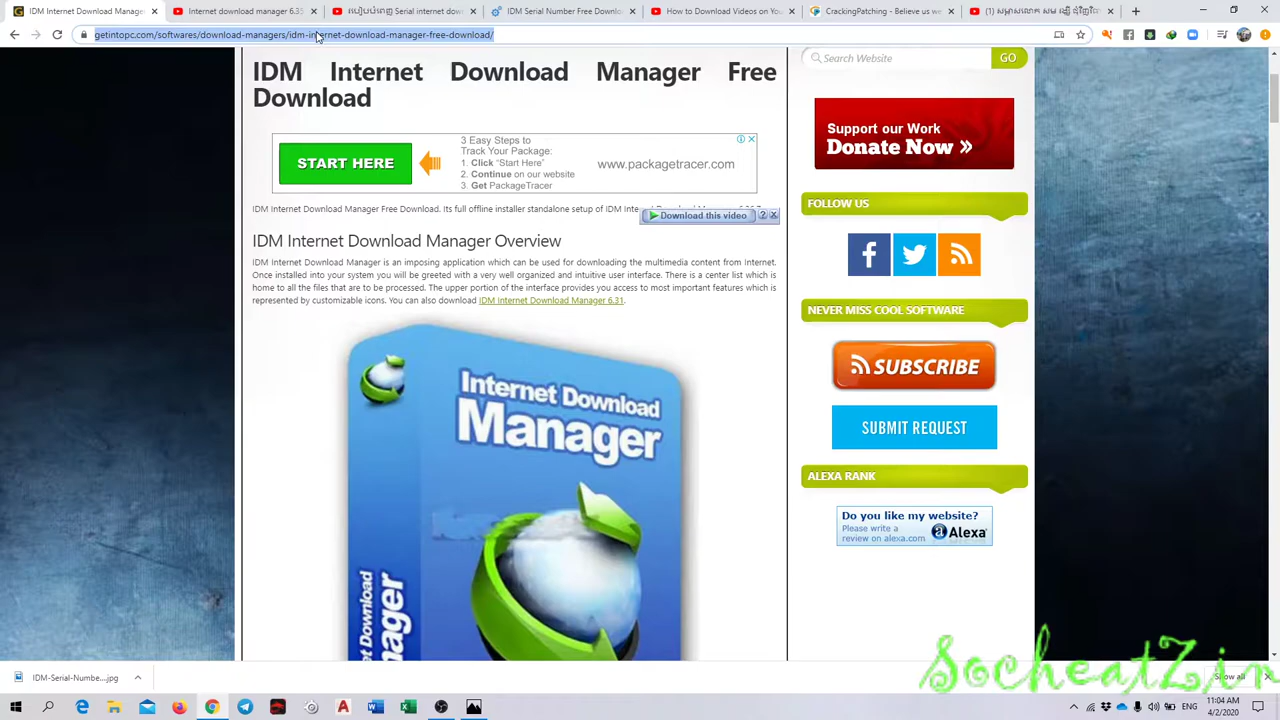 IDM Internet Download Manager
Internet download manager 6.35
Serial internet downl
IDM Serial Number Free Downloa
How to Download Videos on You
CrackingPatching - Believe us we
Serial internet downl
getintopc.com/softwares/download-managers/idm-internet-download-manager-free-download/
IDM Internet Download Manager Free
Download
Search Website
GO
START HERE
3 Easy Steps to
Track Your Package:
1. Click "Start Here"
2. Continue on our website
3. Get PackageTracer
www.packagetracer.com
Support our Work
Donate Now »
IDM Internet Download Manager Free Download. Its full offline installer standalone setup of IDM Inte
Download this video
FOLLOW US
IDM Internet Download Manager Overview
IDM Internet Download Manager is an imposing application which can be used for downloading the multimedia content from Internet.
Once installed into your system you will be greeted with a very well organized and intuitive user interface. There is a center list which is
home to all the files that are to be processed. The upper portion of the interface provides you access to most important features which is
represented by customizable icons. You can also download IDM Internet Download Manager 6.31.
NEVER MISS COOL SOFTWARE
SUBSCRIBE
SUBMIT REQUEST
ALEXA RANK
Do you like my website?
Please write a
review on alexa.com
Alexa
Internet Download
Manager
Internet Download
Manager
IDM-Serial-Numbe....jpg
Show all
SocheatZin
ENG
11:04 AM
4/2/2020